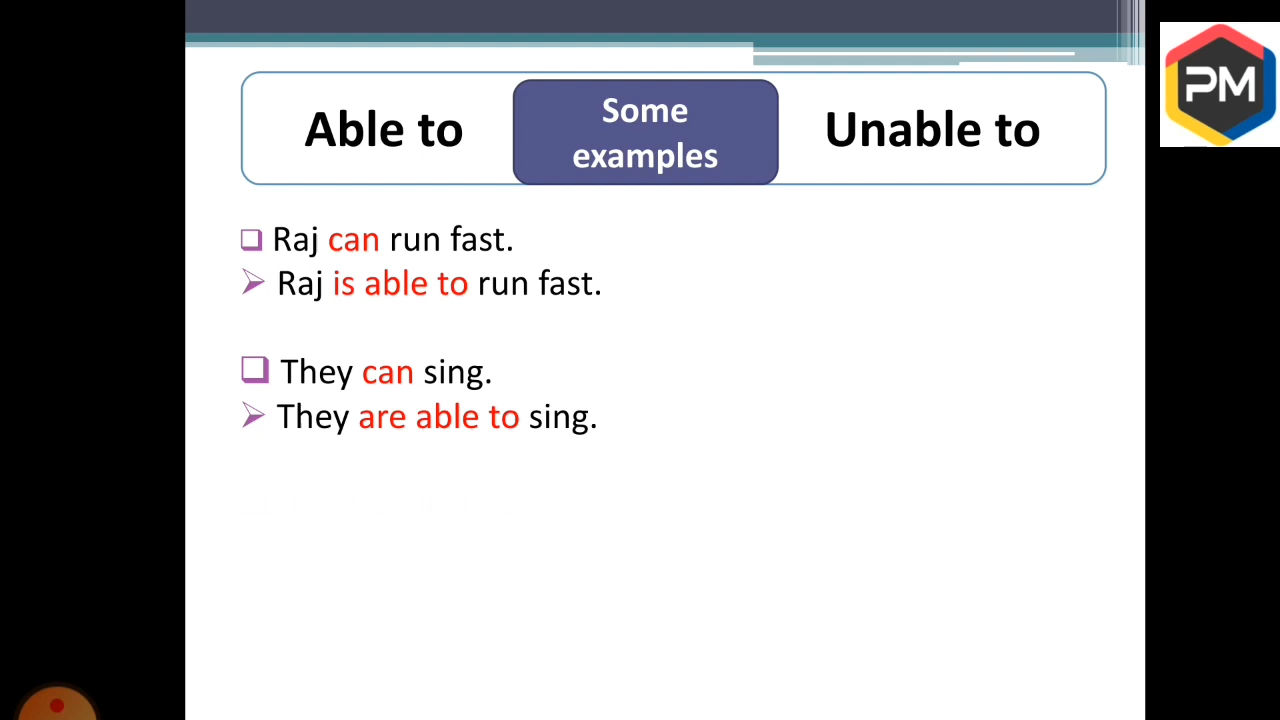 Able to
Some
examples
Unable to
PM
Raj can run fast.
Raj is able to run fast.
They can sing.
They are able to sing.